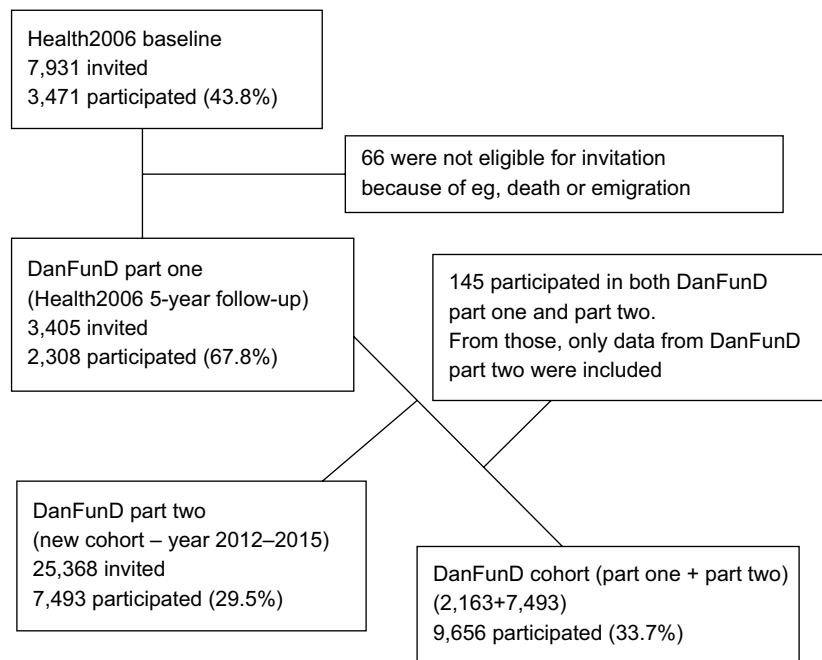 Health2006 baseline
7,931 invited
3,471 participated (43.8%)
66 were not eligible for invitation
because of eg, death or emigration
DanFunD part one
(Health2006 5-year follow-up)
3,405 invited
2,308 participated (67.8%)
145 participated in both DanFunD
part one and part two.
From those, only data from DanFunD
part two were included
DanFunD part two
(new cohort – year 2012–2015)
25,368 invited
7,493 participated (29.5%)
DanFunD cohort (part one + part two)
(2,163+7,493)
9,656 participated (33.7%)